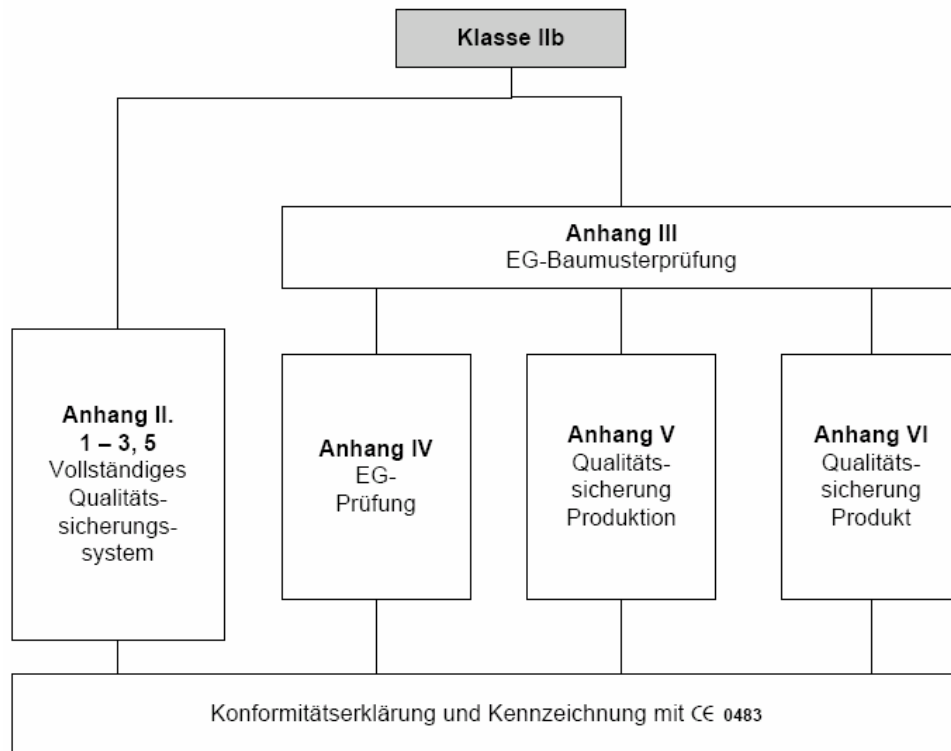 Klasse IIb
Anhang III
EG-Baumusterprüfung
Anhang II.
1 – 3, 5
Vollständiges
Qualitäts-
sicherungs-
system
Anhang IV
EG-
Prüfung
Anhang V
Qualitäts-
sicherung
Produktion
Anhang VI
Qualitäts-
sicherung
Produkt
Konformitätserklärung und Kennzeichnung mit CE 0483